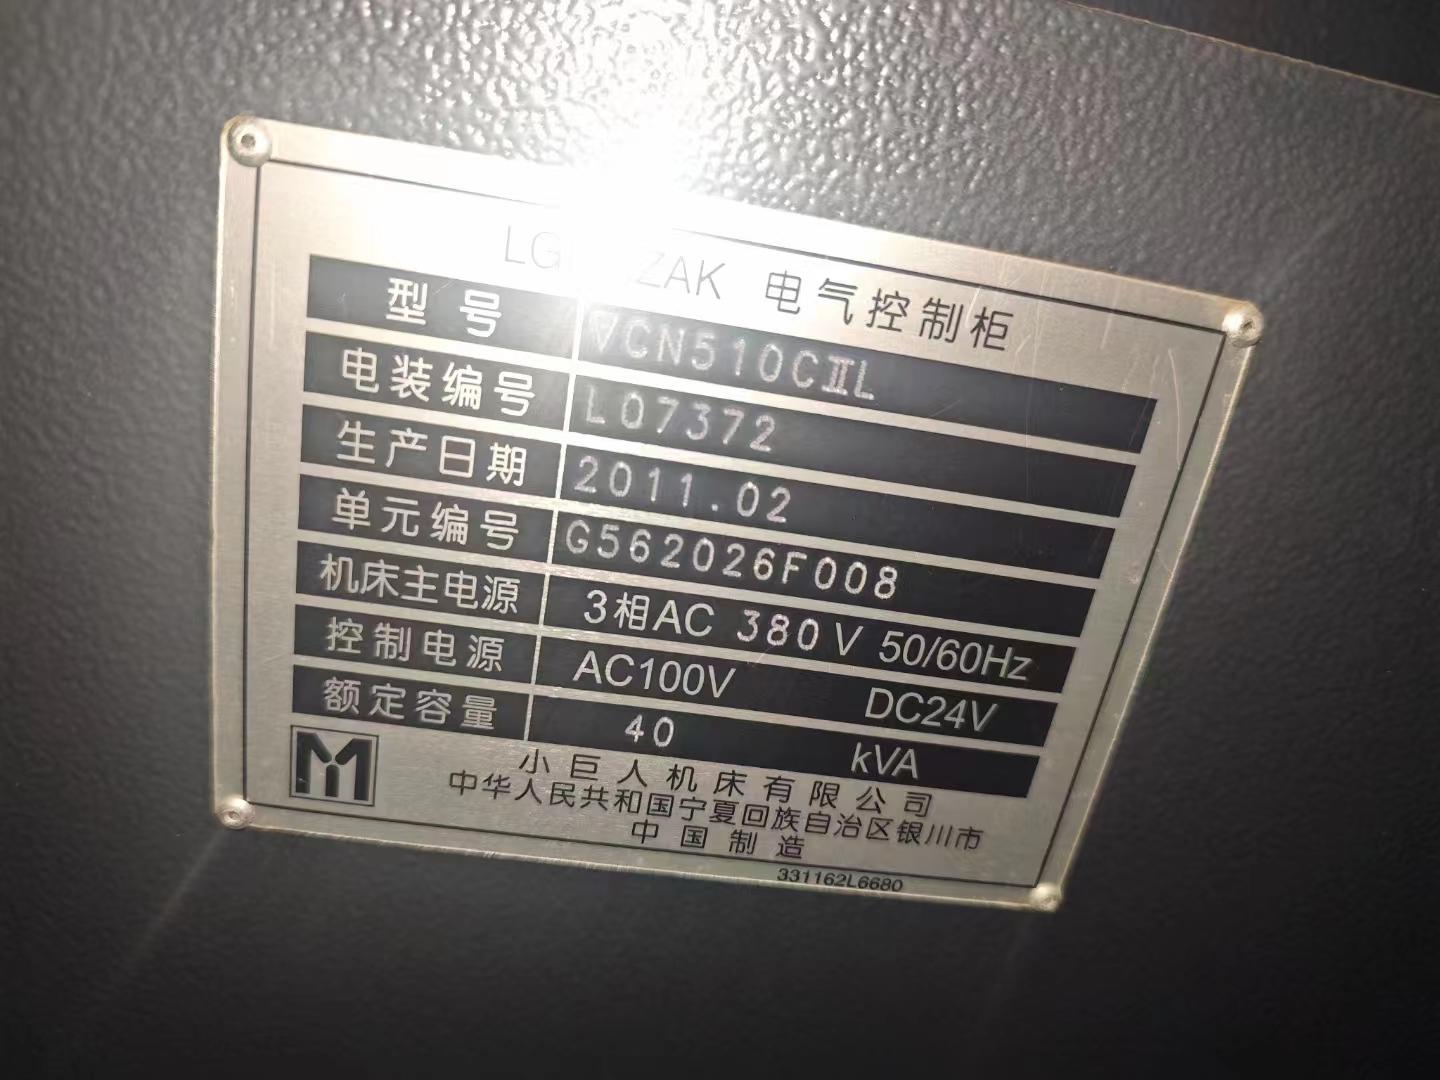 ZAK 电气控制柜
型号 VCN510CⅡL
电装编号 L07372
生产日期 2011.02
单元编号 G562026F008
机床主电源 3相AC 380V 50/60Hz
控制电源 AC100V DC24V
额定容量 40 kVA
小巨人机床有限公司
中华人民共和国宁夏回族自治区银川市
中国制造
331162L6680